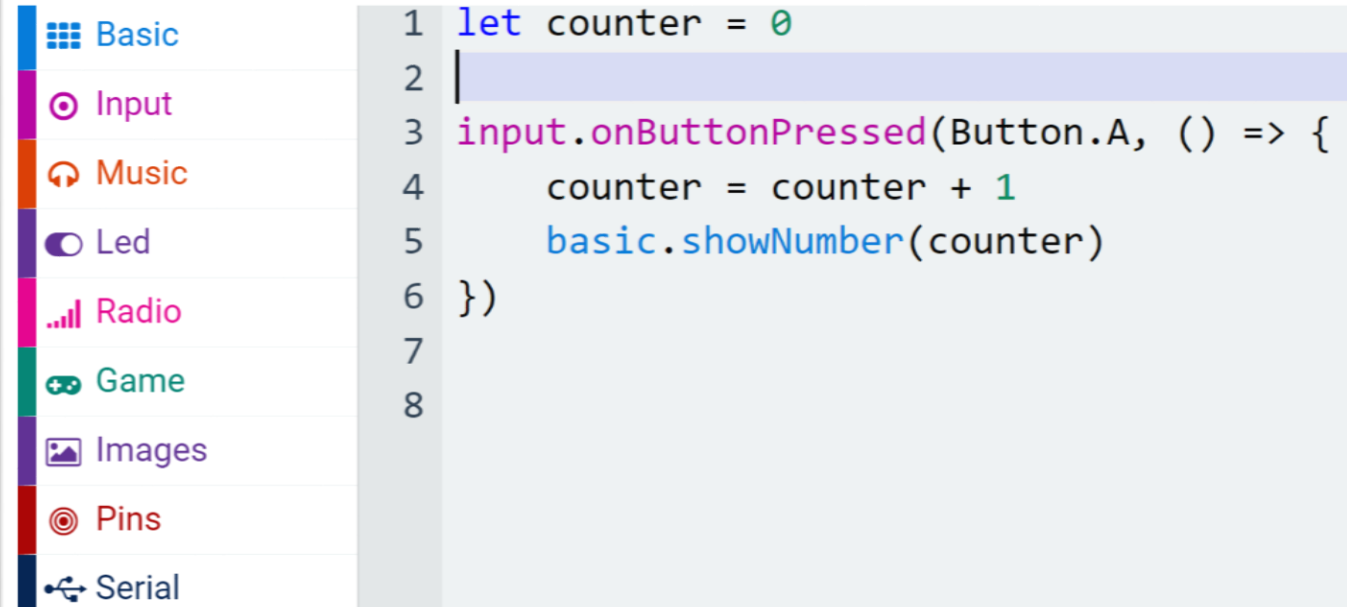 Basic
Input
Music
Led
Radio
Game
Images
Pins
Serial
1 let counter = 0
2
3 input.onButtonPressed(Button.A, () => {
4     counter = counter + 1
5     basic.showNumber(counter)
6 })
7
8